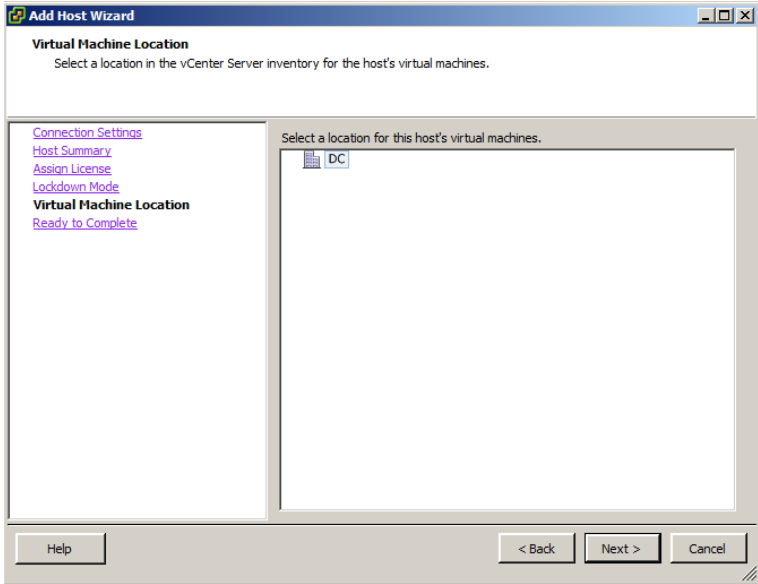 Add Host Wizard
Virtual Machine Location
Select a location in the vCenter Server inventory for the host's virtual machines.
Connection Settings
Host Summary
Assign License
Lockdown Mode
Virtual Machine Location
Ready to Complete
Select a location for this host's virtual machines.
DC
Help
< Back
Next >
Cancel